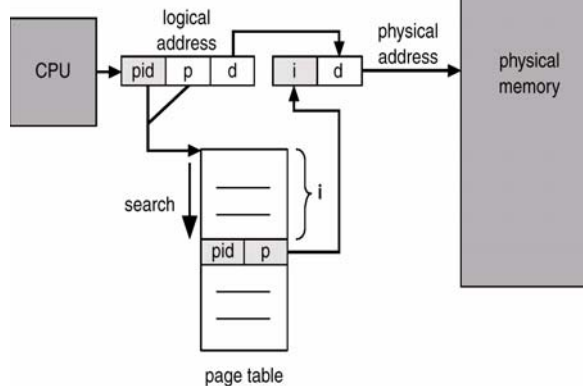 logical
address
physical
address
CPU
pid p d
i d
physical
memory
search
i
pid p
page table